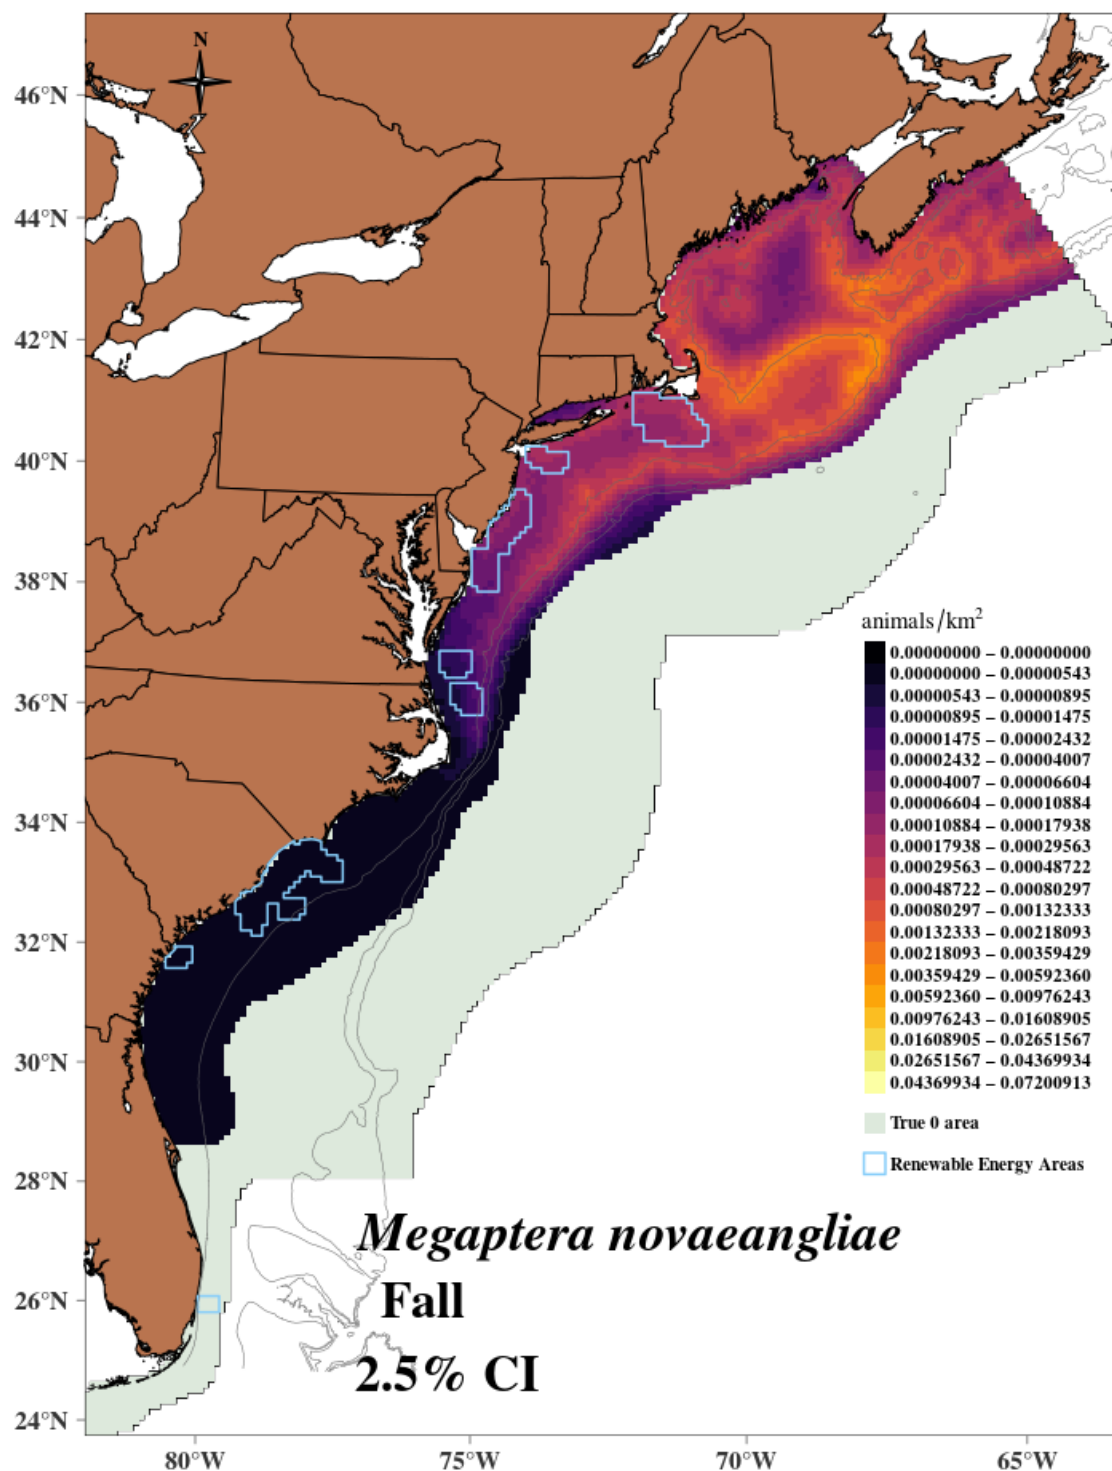 N
46°N
44°N
42°N
40°N
38°N
36°N
34°N
32°N
30°N
28°N
26°N
24°N
80°W
75°W
70°W
65°W
animals/km²
0.00000000 – 0.00000000
0.00000000 – 0.00000543
0.00000543 – 0.00000895
0.00000895 – 0.00001475
0.00001475 – 0.00002432
0.00002432 – 0.00004007
0.00004007 – 0.00006604
0.00006604 – 0.00010884
0.00010884 – 0.00017938
0.00017938 – 0.00029563
0.00029563 – 0.00048722
0.00048722 – 0.00080297
0.00080297 – 0.00132333
0.00132333 – 0.00218093
0.00218093 – 0.00359429
0.00359429 – 0.00592360
0.00592360 – 0.00976243
0.00976243 – 0.01608905
0.01608905 – 0.02651567
0.02651567 – 0.04369934
0.04369934 – 0.07200913
True 0 area
Renewable Energy Areas
Megaptera novaeangliae
Fall
2.5% CI